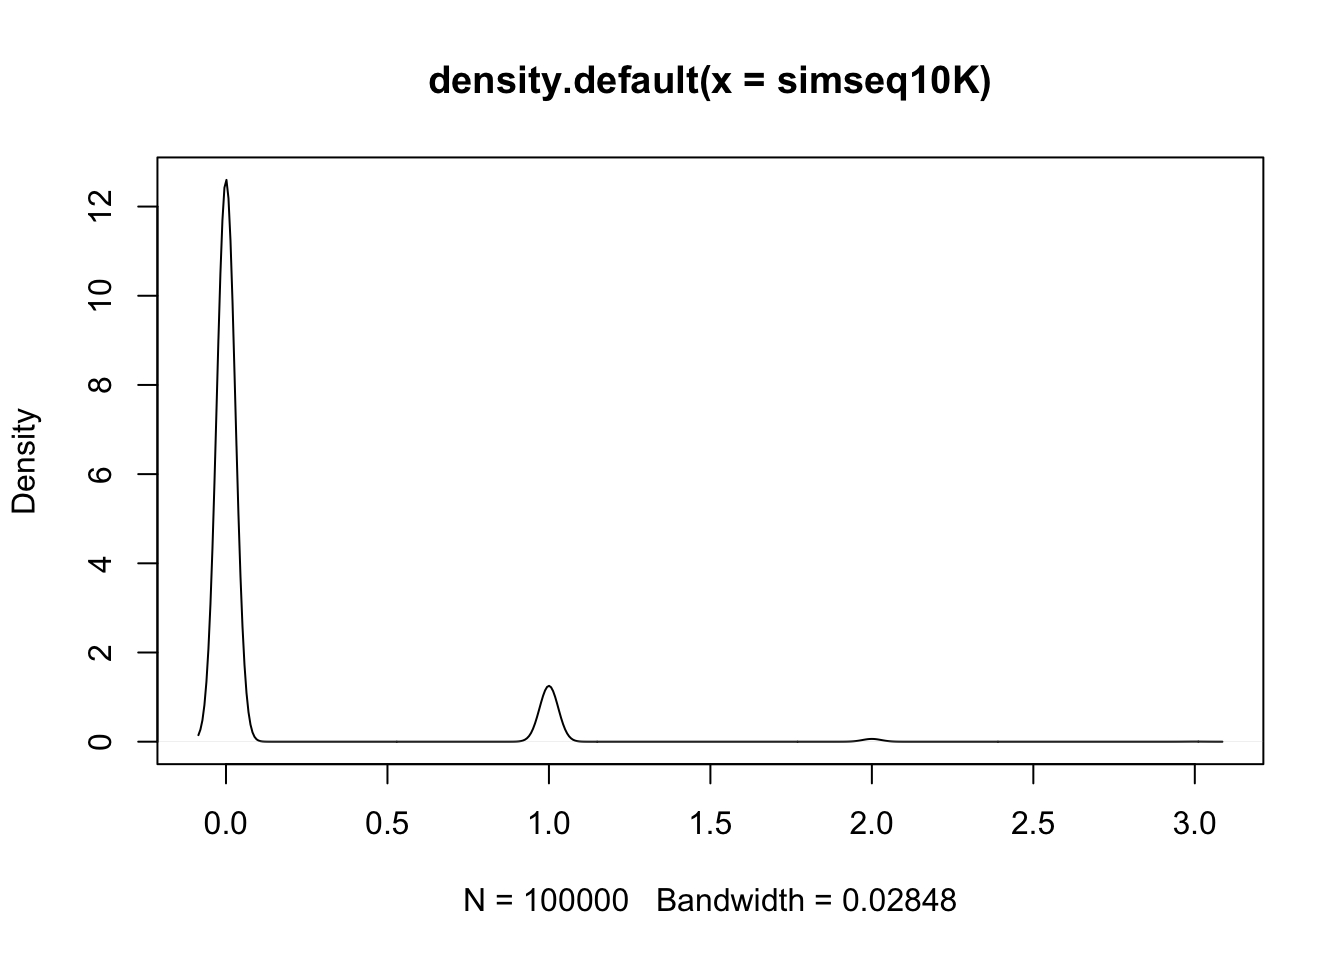 density.default(x = simseq10K)
Density
12
10
8
6
4
2
0
0.0 0.5 1.0 1.5 2.0 2.5 3.0
N = 100000 Bandwidth = 0.02848